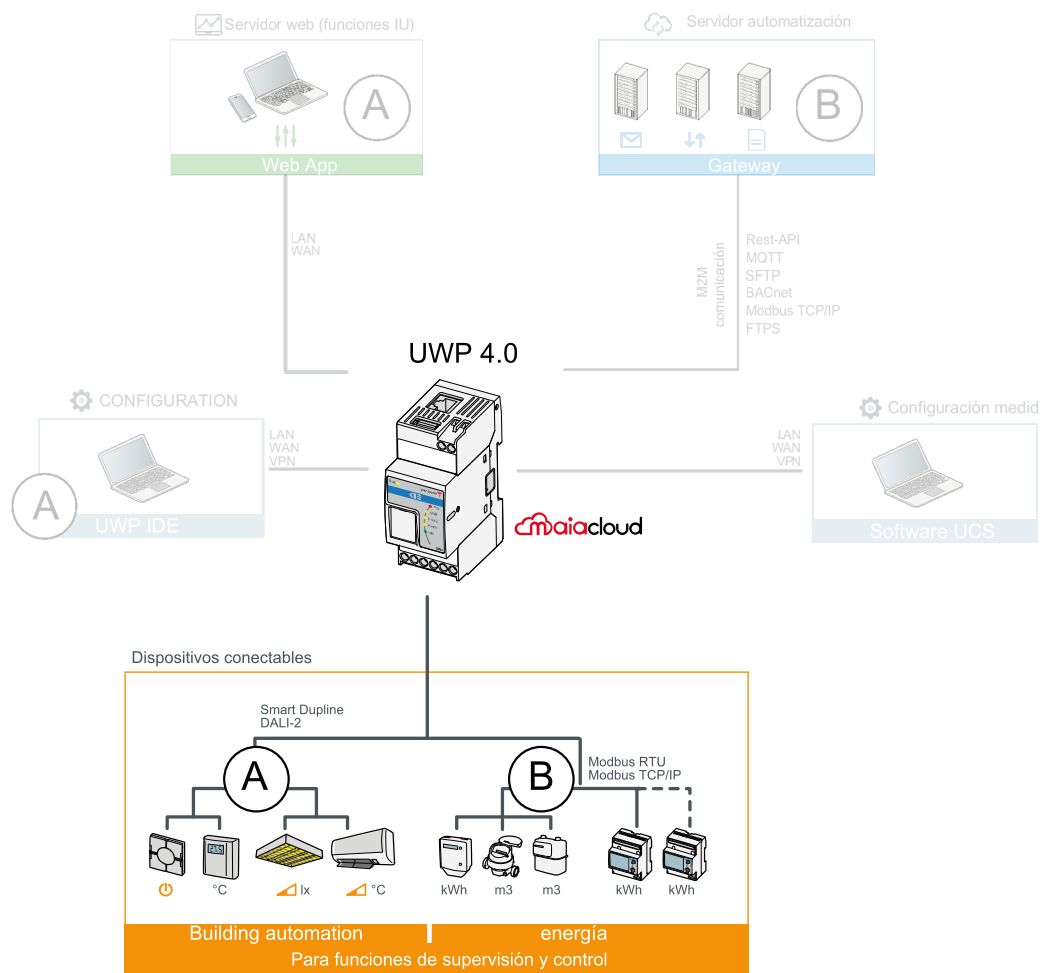 Servidor web (funciones IU)
Servidor automatización
A
B
Web App
Gateway
LAN
WAN
M2M
comunicación
Rest-API
MQTT
SFTP
BACnet
Modbus TCP/IP
FTPS
UWP 4.0
CONFIGURATION
Configuración medid
LAN
WAN
VPN
LAN
WAN
VPN
A
UWP IDE
Software UCS
maiacloud
Dispositivos conectables
Smart Dupline
DALI-2
A
B
Modbus RTU
Modbus TCP/IP
°C
lx
°C
kWh
m3
m3
kWh
kWh
Building automation
energía
Para funciones de supervisión y control